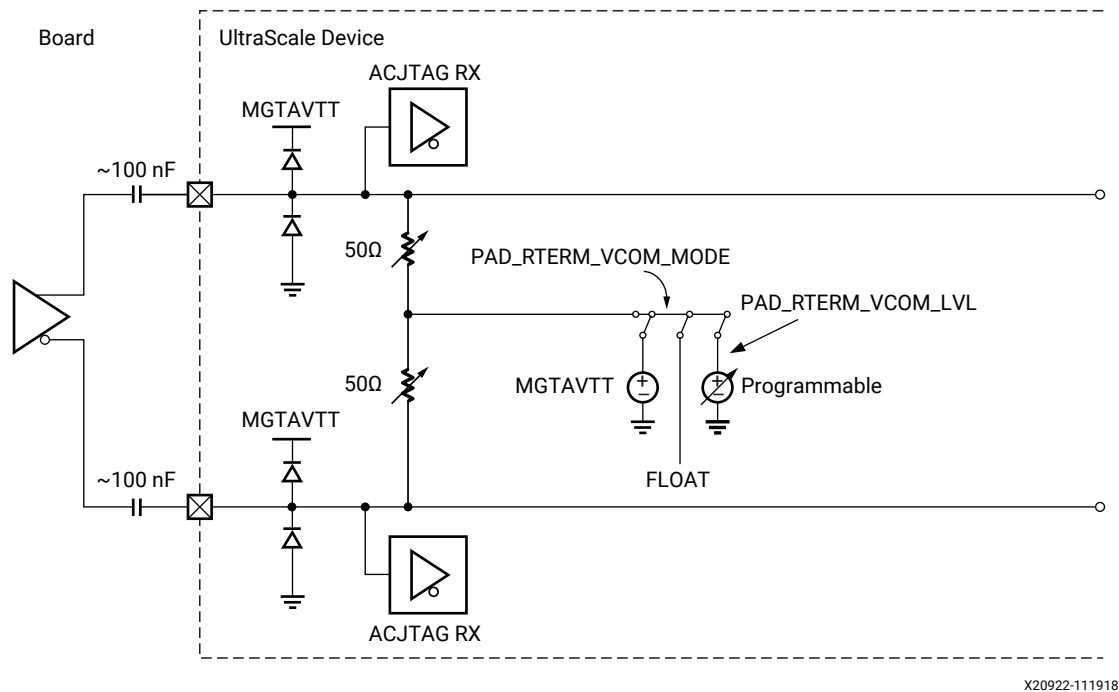 Board
UltraScale Device
ACJTAG RX
MGTAVTT
~100 nF
50Ω
PAD_RTERM_VCOM_MODE
PAD_RTERM_VCOM_LVL
50Ω
MGTAVTT
Programmable
MGTAVTT
~100 nF
FLOAT
ACJTAG RX
X20922-111918